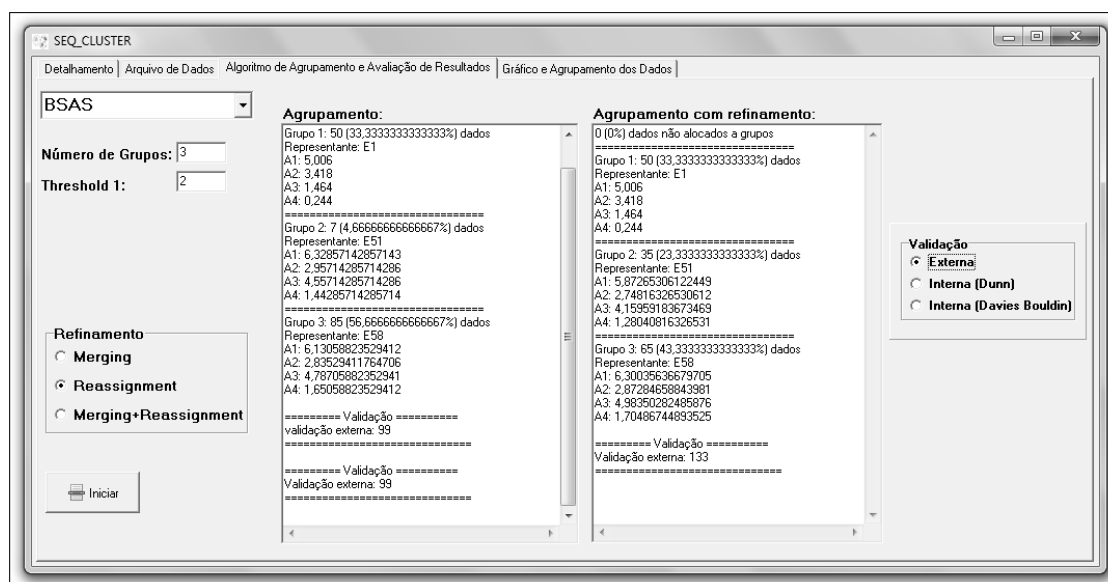 SEQ_CLUSTER
Detalhamento
Arquivo de Dados
Algoritmo de Agrupamento e Avaliação de Resultados
Gráfico e Agrupamento dos Dados
BSAS
Número de Grupos: 3
Threshold 1: 2
Refinamento
Merging
Reassignment
Merging+Reassignment
Iniciar
Agrupamento:
Grupo 1: 50 (33,3333333333333%) dados
Representante: E1
A1: 5,006
A2: 3,418
A3: 1,464
A4: 0,244
================================
Grupo 2: 7 (4,66666666666667%) dados
Representante: E51
A1: 6,32857142857143
A2: 2,95714285714286
A3: 4,55714285714286
A4: 1,44285714285714
================================
Grupo 3: 85 (56,6666666666667%) dados
Representante: E58
A1: 6,13058823529412
A2: 2,83529411764706
A3: 4,78705882352941
A4: 1,65058823529412
========= Validação ==========
validação externa: 99
==============================
========= Validação ==========
Validação externa: 99
==============================
Agrupamento com refinamento:
0 (0%) dados não alocados a grupos
================================
Grupo 1: 50 (33,3333333333333%) dados
Representante: E1
A1: 5,006
A2: 3,418
A3: 1,464
A4: 0,244
================================
Grupo 2: 35 (23,3333333333333%) dados
Representante: E51
A1: 5,87265306122449
A2: 2,74816326530612
A3: 4,15959183673469
A4: 1,28040816326531
================================
Grupo 3: 65 (43,3333333333333%) dados
Representante: E58
A1: 6,30035636679705
A2: 2,87284658843981
A3: 4,98350282485876
A4: 1,70486744893525
========= Validação ==========
Validação externa: 133
==============================
Validação
Externa
Interna (Dunn)
Interna (Davies Bouldin)